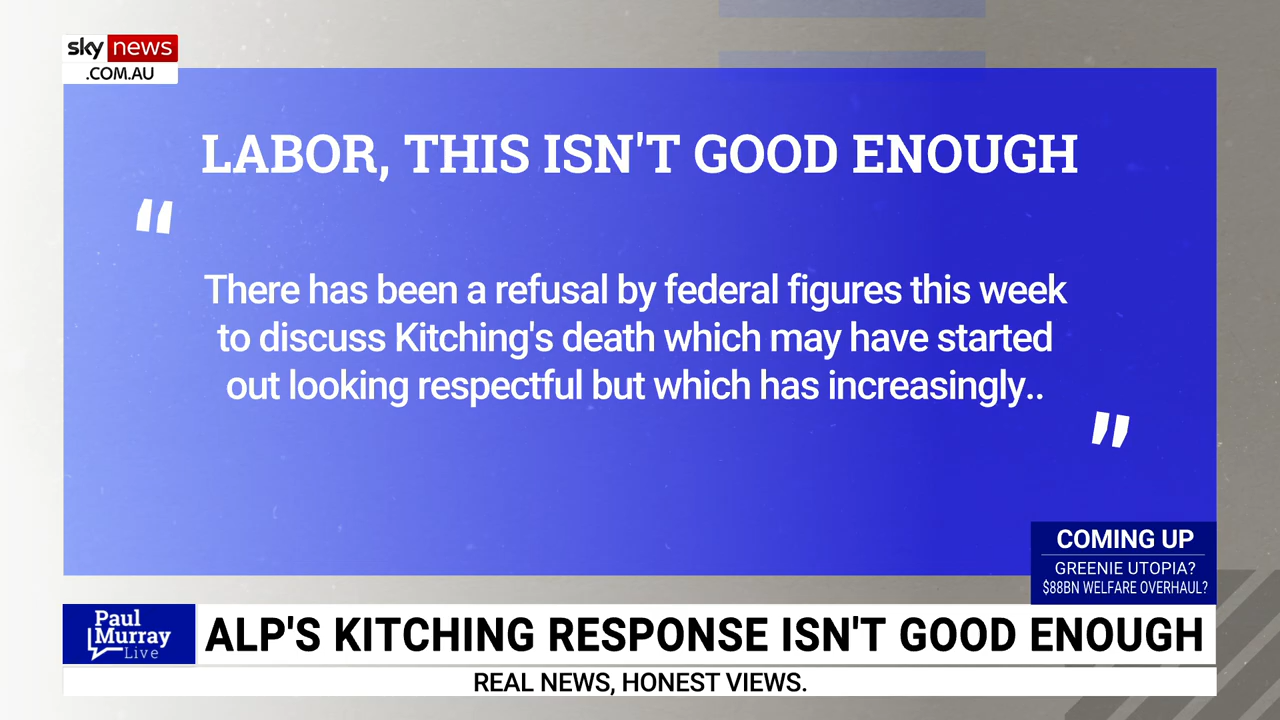 sky news
.COM.AU
LABOR, THIS ISN'T GOOD ENOUGH
"
There has been a refusal by federal figures this week
to discuss Kitching's death which may have started
out looking respectful but which has increasingly..
"
COMING UP
GREENIE UTOPIA?
$88BN WELFARE OVERHAUL?
Paul
Murray
Live
ALP'S KITCHING RESPONSE ISN'T GOOD ENOUGH
REAL NEWS, HONEST VIEWS.